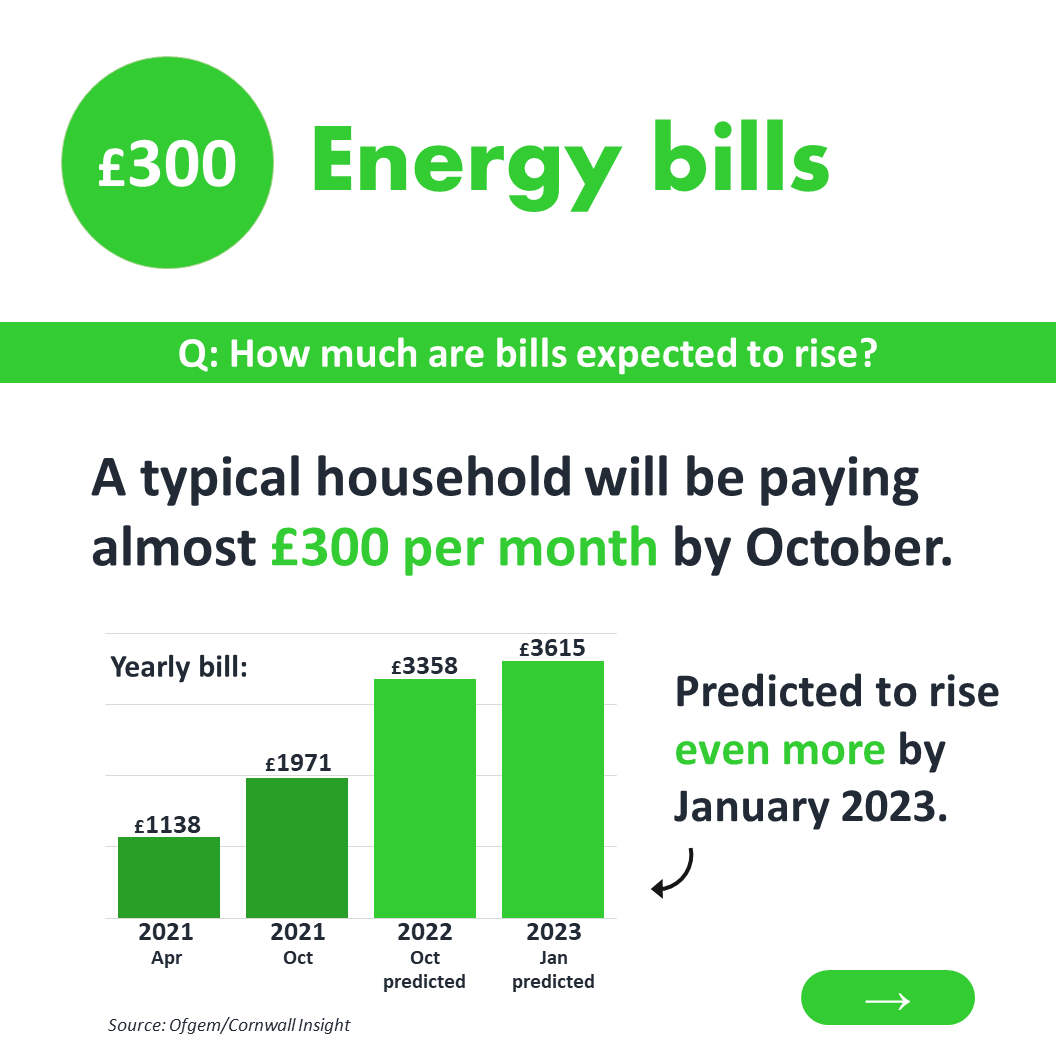 £300
Energy bills
Q: How much are bills expected to rise?
A typical household will be paying
almost £300 per month by October.
Yearly bill:
£1138
£1971
£3358
£3615
2021
Apr
2021
Oct
2022
Oct
predicted
2023
Jan
predicted
Predicted to rise
even more by
January 2023.
Source: Ofgem/Cornwall Insight